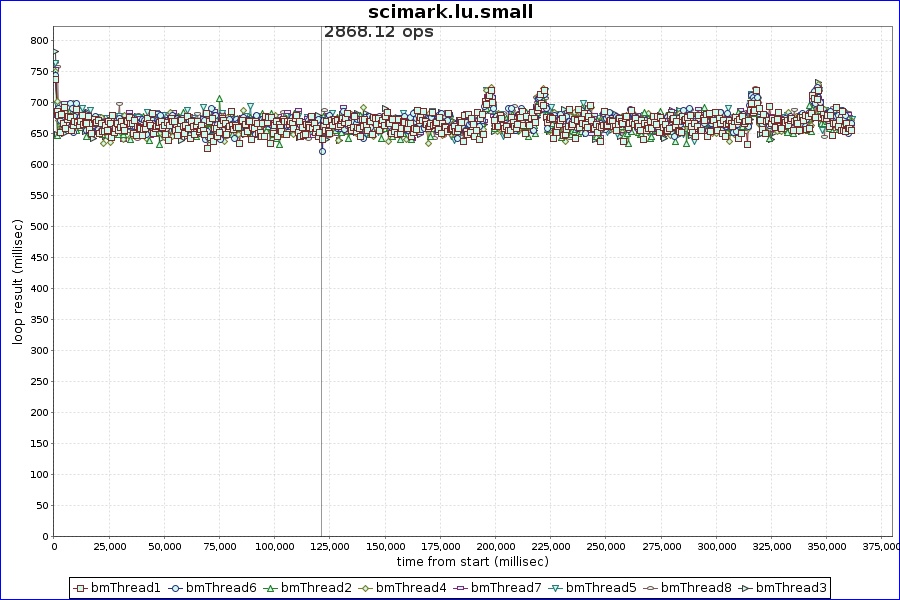 scimark.lu.small
2868.12 ops
800
750
700
650
600
550
500
450
400
350
300
250
200
150
100
50
0
loop result (millisec)
0 25,000 50,000 75,000 100,000 125,000 150,000 175,000 200,000 225,000 250,000 275,000 300,000 325,000 350,000 375,000
time from start (millisec)
bmThread1 bmThread6 bmThread2 bmThread4 bmThread7 bmThread5 bmThread8 bmThread3